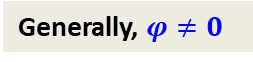 Generally, φ ≠ 0